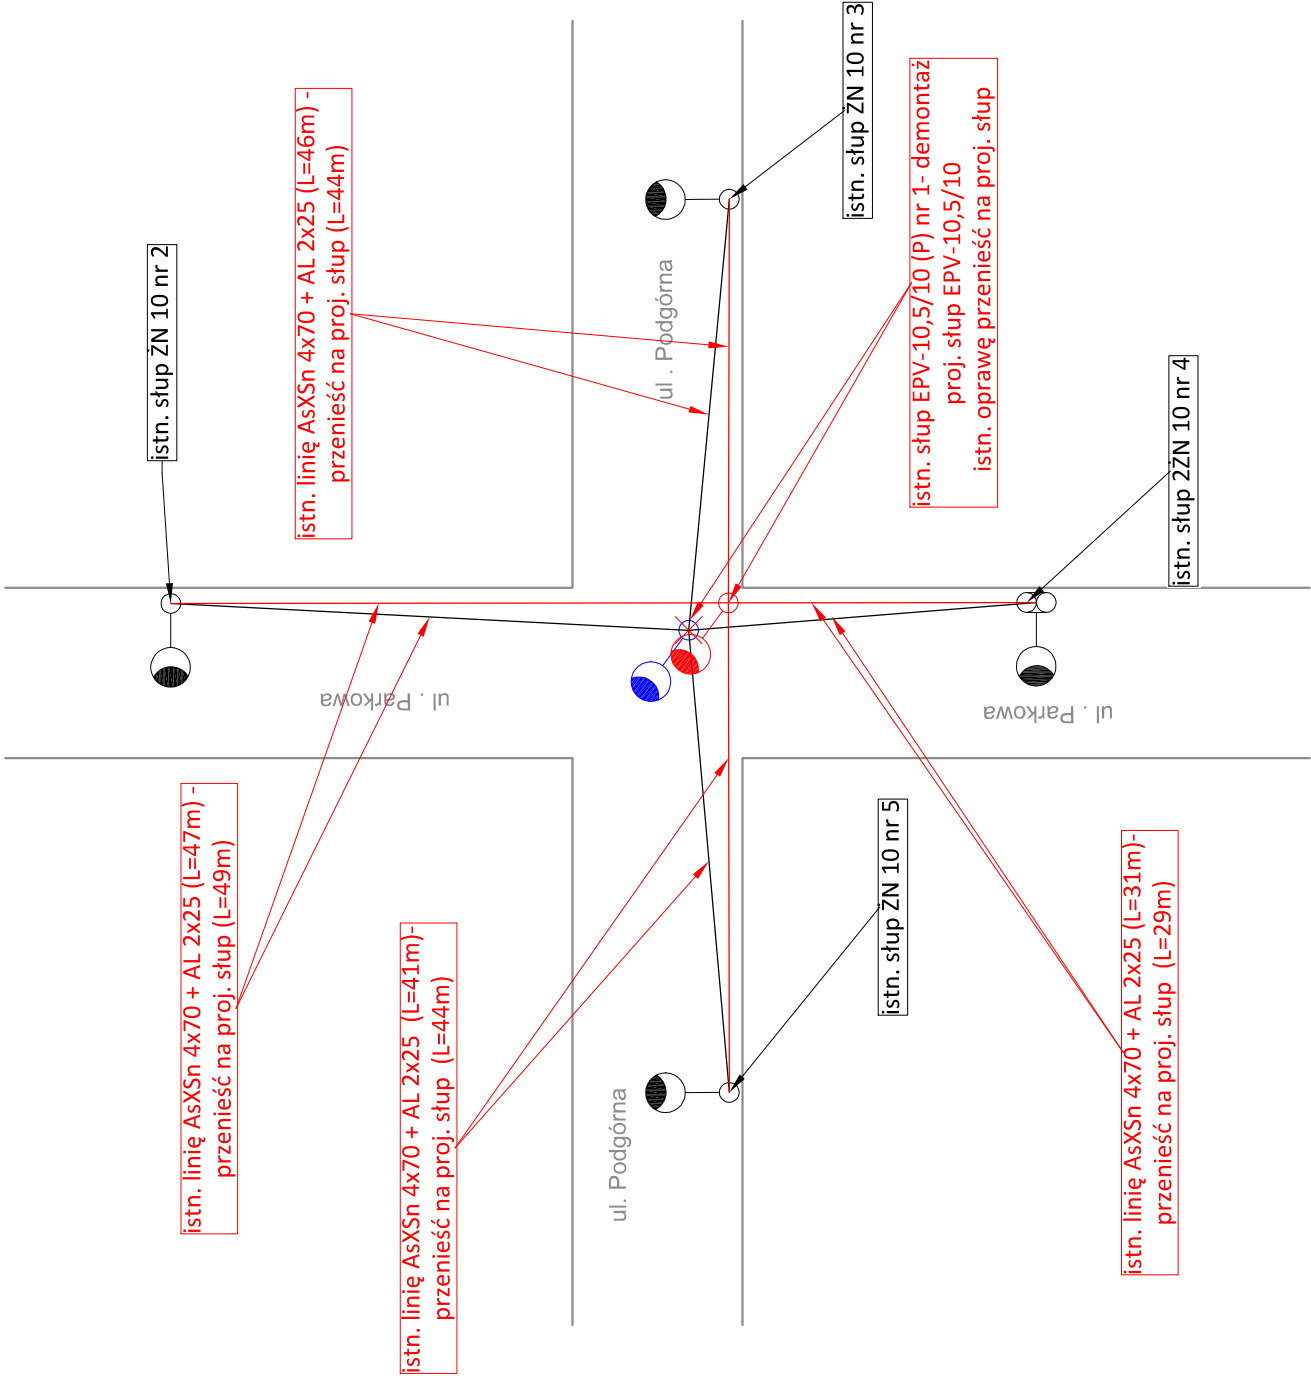 istn. słup ŻN 10 nr 2
istn. linię AsXSn 4x70 + AL 2x25 (L=46m) -
przenieść na proj. słup (L=44m)
ul . Podgórna
istn. słup ŻN 10 nr 3
istn. słup EPV-10,5/10 (P) nr 1- demontaż
proj. słup EPV-10,5/10
istn. oprawę przenieść na proj. słup
istn. słup 2ŻN 10 nr 4
ul . Parkowa
ul . Parkowa
istn. linię AsXSn 4x70 + AL 2x25 (L=47m) -
przenieść na proj. słup (L=49m)
istn. linię AsXSn 4x70 + AL 2x25 (L=41m)-
przenieść na proj. słup (L=44m)
ul. Podgórna
istn. słup ŻN 10 nr 5
istn. linię AsXSn 4x70 + AL 2x25 (L=31m)-
przenieść na proj. słup (L=29m)